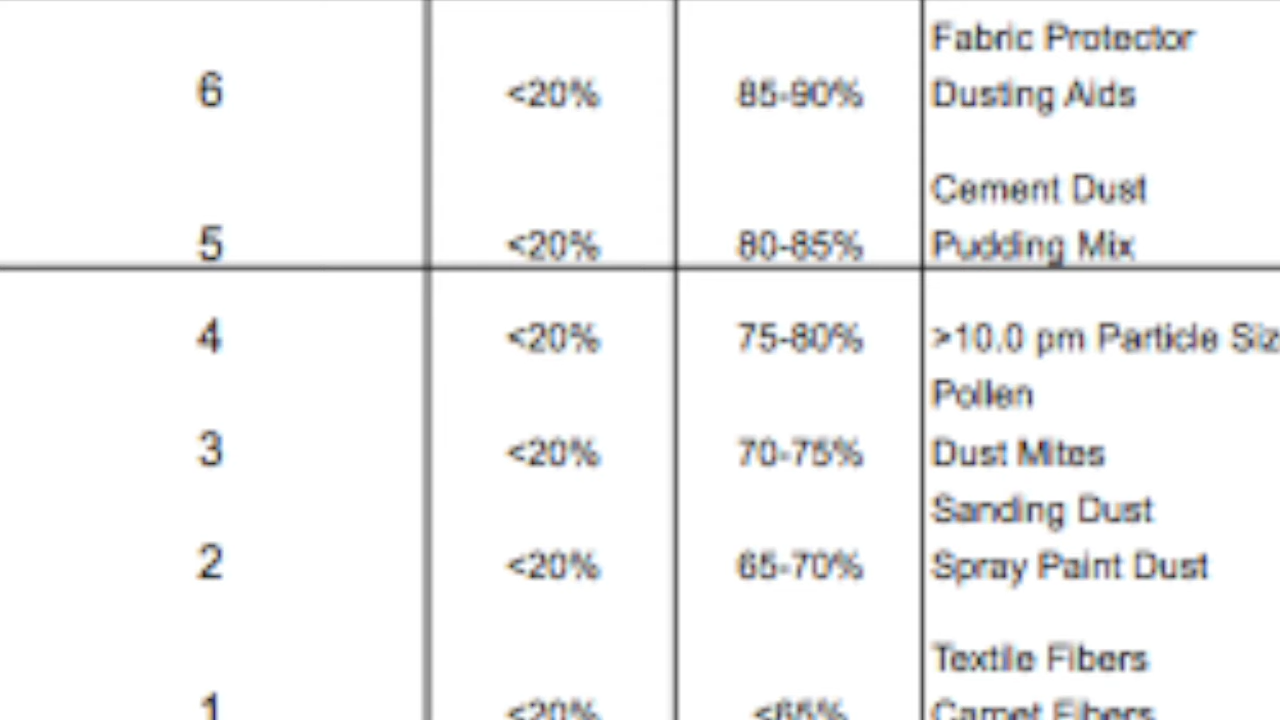 Fabric Protector
6 <20% 85-90% Dusting Aids
Cement Dust
5 <20% 80-85% Pudding Mix
4 <20% 75-80% >10.0 pm Particle Siz
Pollen
3 <20% 70-75% Dust Mites
Sanding Dust
2 <20% 65-70% Spray Paint Dust
Textile Fibers
1 <20% <65% Carpet Fibers